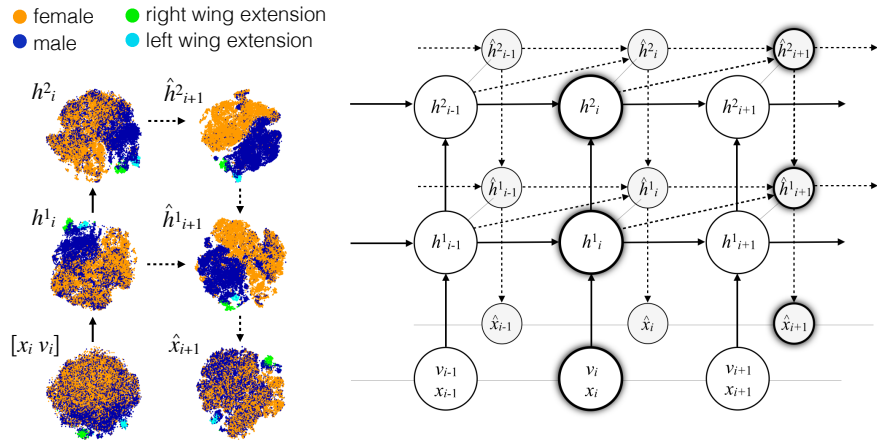 female
male
right wing extension
left wing extension
h²ᵢ
ĥ²ᵢ₊₁
h¹ᵢ
ĥ¹ᵢ₊₁
[xᵢ vᵢ]
x̂ᵢ₊₁
ĥ²ᵢ₋₁
ĥ²ᵢ
ĥ²ᵢ₊₁
h²ᵢ₋₁
h²ᵢ
h²ᵢ₊₁
ĥ¹ᵢ₋₁
ĥ¹ᵢ
ĥ¹ᵢ₊₁
h¹ᵢ₋₁
h¹ᵢ
h¹ᵢ₊₁
x̂ᵢ₋₁
x̂ᵢ
x̂ᵢ₊₁
vᵢ₋₁
xᵢ₋₁
vᵢ
xᵢ
vᵢ₊₁
xᵢ₊₁